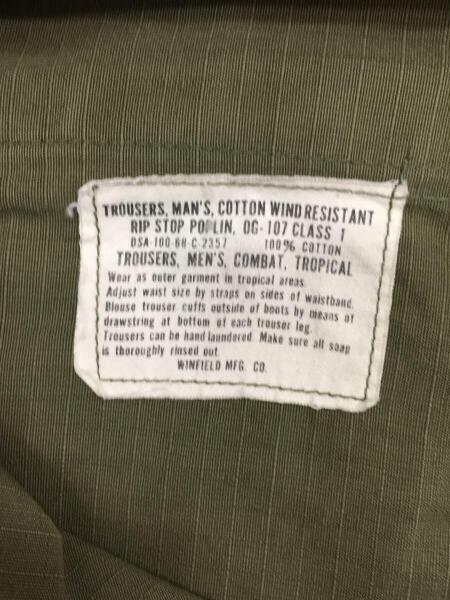 TROUSERS, MAN'S, COTTON WIND RESISTANT
RIP STOP POPLIN, OG-107 CLASS 1
DSA-100-68-C-2357 100% COTTON
TROUSERS, MEN'S, COMBAT, TROPICAL
Wear as outer garment in tropical areas
Adjust waist size by straps on sides of waistband.
Blouse trouser cuffs outside of boots by means of
drawstring at bottom of each trouser leg.
Trousers can be hand laundered. Make sure all soap
is thoroughly rinsed out.
WINFIELD MFG. CO.